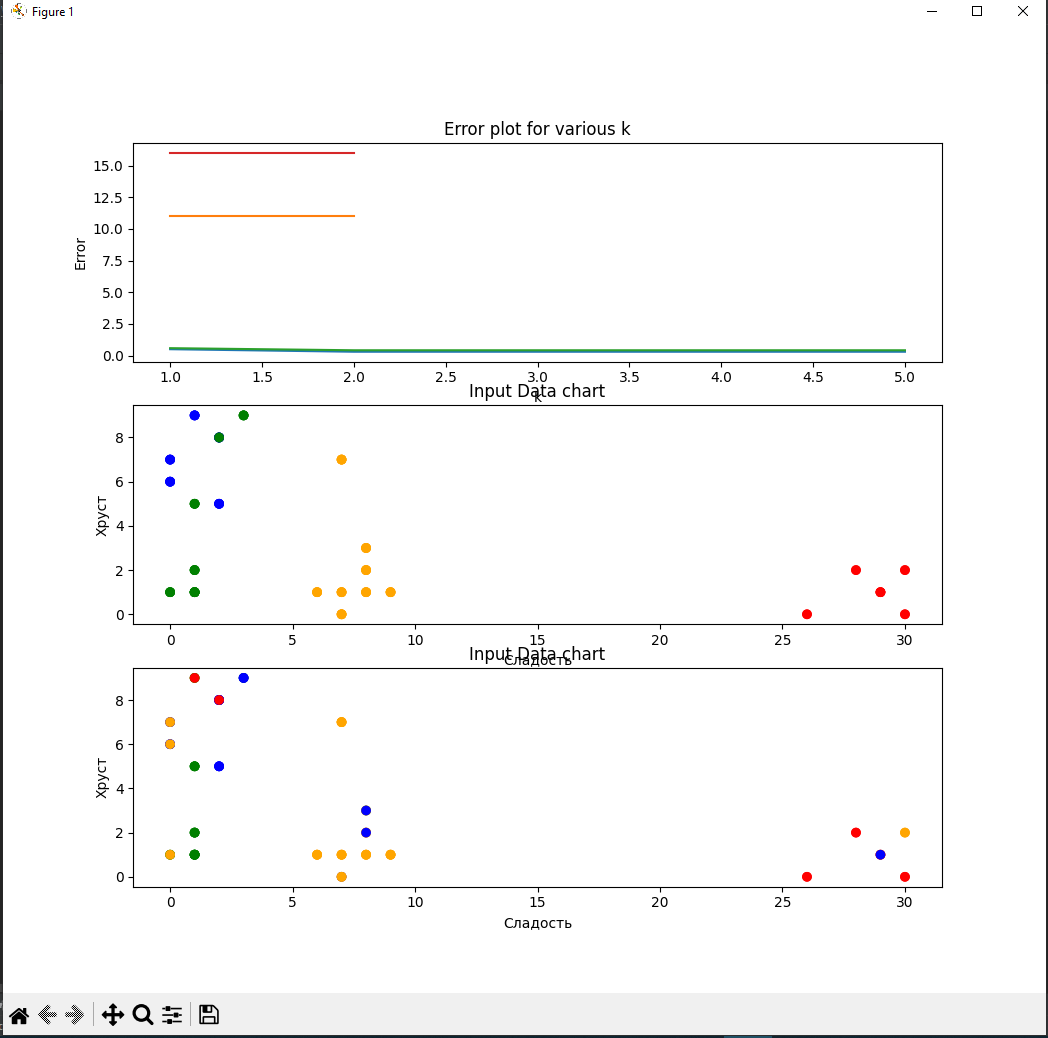 Figure 1
Error plot for various k
Error
15.0
12.5
10.0
7.5
5.0
2.5
0.0
1.0 1.5 2.0 2.5 3.0 3.5 4.0 4.5 5.0
k
Input Data chart
Хруст
8
6
4
2
0
0 5 10 15 20 25 30
Сладость
Input Data chart
Хруст
8
6
4
2
0
0 5 10 15 20 25 30
Сладость